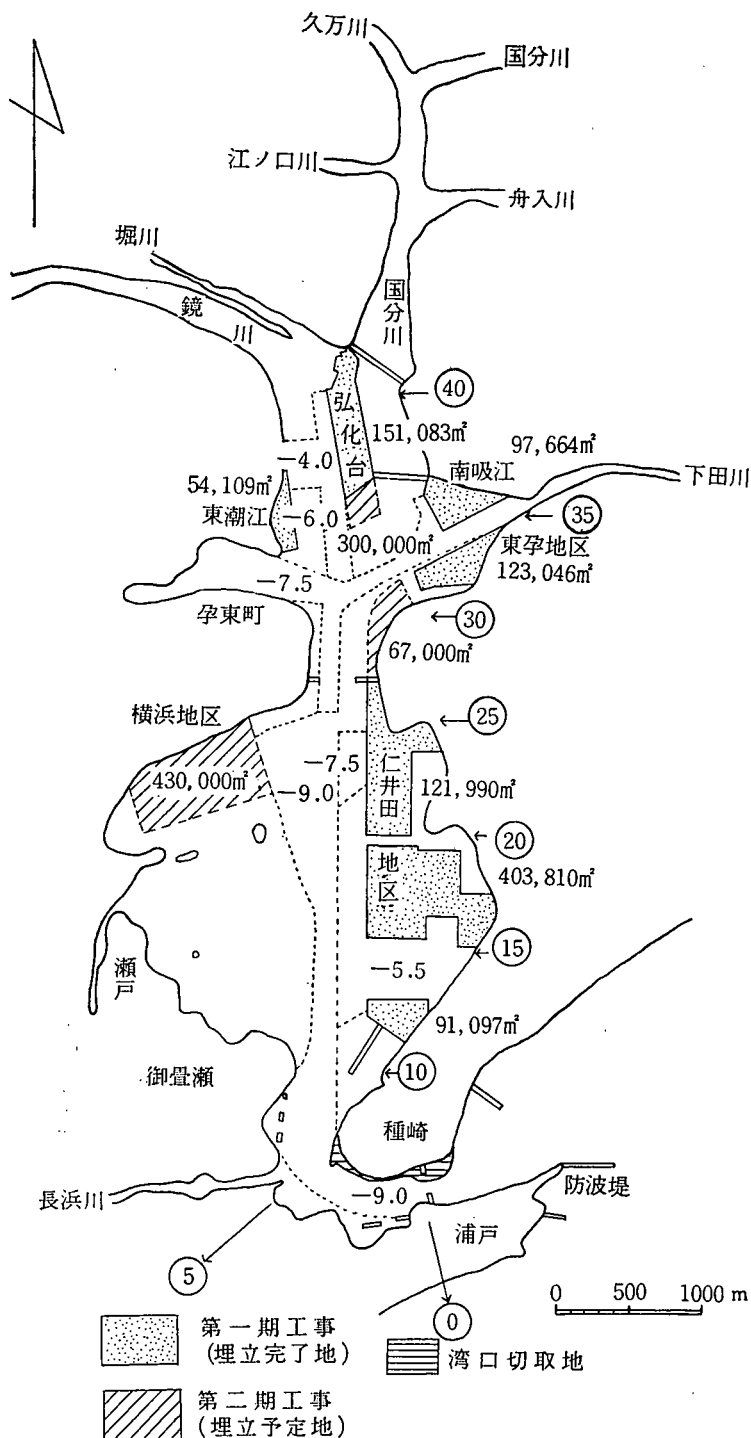 久万川
国分川
江ノ口川
舟入川
堀川
鏡川
国分川
40
弘化台
151,083㎡
97,664㎡
-4.0
南吸江
下田川
54,109㎡
東潮江
-6.0
35
300,000㎡
東孕地区
123,046㎡
-7.5
孕東町
30
67,000㎡
横浜地区
25
-7.5
仁井田
430,000㎡
-9.0
121,990㎡
20
地区
403,810㎡
瀬戸
15
-5.5
91,097㎡
御畳瀬
10
種崎
長浜川
-9.0
防波堤
浦戸
5
0 500 1000 m
0
第一期工事
(埋立完了地)
湾口切取地
第二期工事
(埋立予定地)